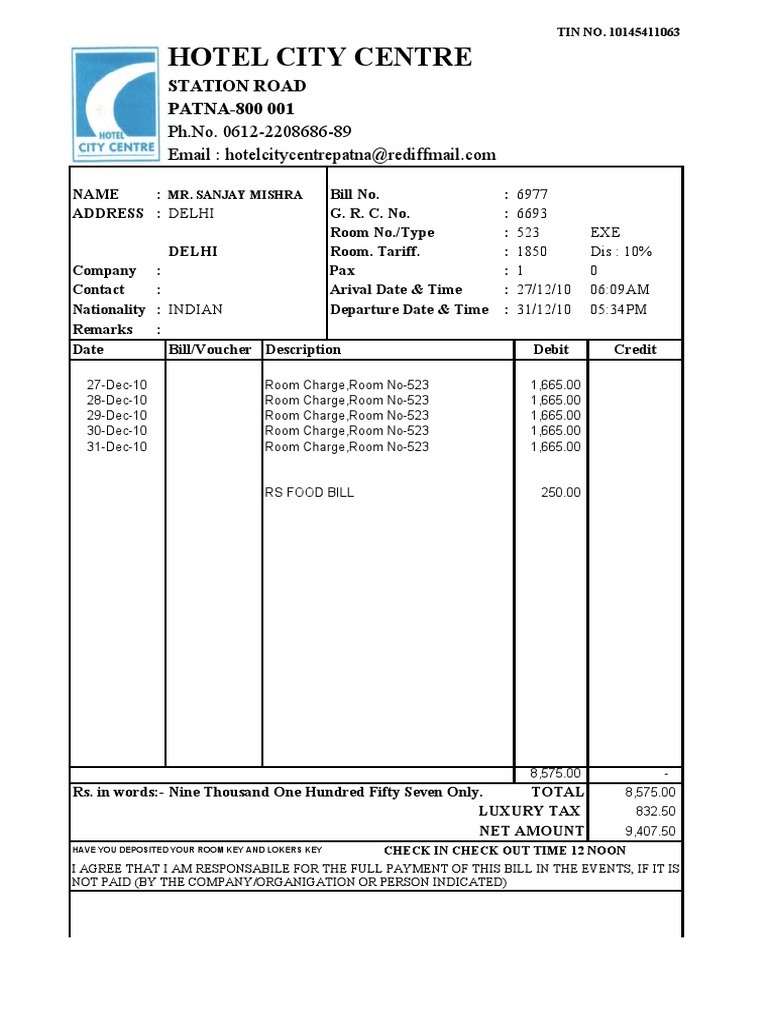 TIN NO. 10145411063
HOTEL CITY CENTRE
STATION ROAD
PATNA-800 001
Ph.No. 0612-2208686-89
Email : hotelcitycentrepatna@rediffmail.com
HOTEL
CITY CENTRE
NAME : MR. SANJAY MISHRA Bill No. : 6977
ADDRESS : DELHI G. R. C. No. : 6693
Room No./Type : 523 EXE
DELHI Room. Tariff. : 1850 Dis : 10%
Company : Pax : 1 0
Contact : Arival Date & Time : 27/12/10 06:09AM
Nationality : INDIAN Departure Date & Time : 31/12/10 05:34PM
Remarks :
Date Bill/Voucher Description Debit Credit
27-Dec-10 Room Charge,Room No-523 1,665.00
28-Dec-10 Room Charge,Room No-523 1,665.00
29-Dec-10 Room Charge,Room No-523 1,665.00
30-Dec-10 Room Charge,Room No-523 1,665.00
31-Dec-10 Room Charge,Room No-523 1,665.00
RS FOOD BILL 250.00
8,575.00 -
Rs. in words:- Nine Thousand One Hundred Fifty Seven Only. TOTAL 8,575.00
LUXURY TAX 832.50
NET AMOUNT 9,407.50
HAVE YOU DEPOSITED YOUR ROOM KEY AND LOKERS KEY CHECK IN CHECK OUT TIME 12 NOON
I AGREE THAT I AM RESPONSABILE FOR THE FULL PAYMENT OF THIS BILL IN THE EVENTS, IF IT IS
NOT PAID (BY THE COMPANY/ORGANIGATION OR PERSON INDICATED)